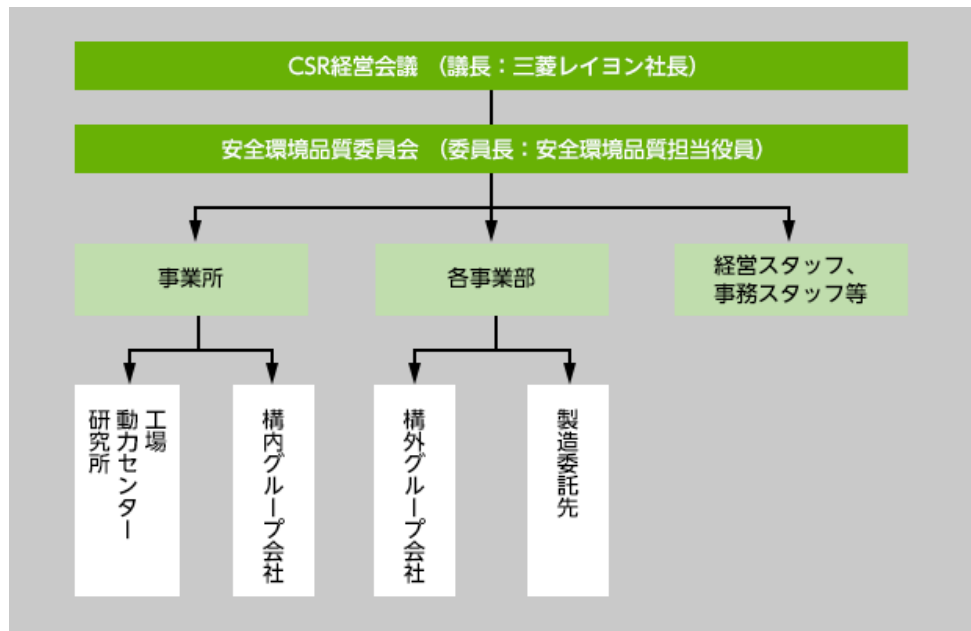 CSR経営会議 （議長：三菱レイヨン社長）
安全環境品質委員会 （委員長：安全環境品質担当役員）
事業所
各事業部
経営スタッフ、
事務スタッフ等
工場
動力センター
研究所
構内グループ会社
構外グループ会社
製造委託先